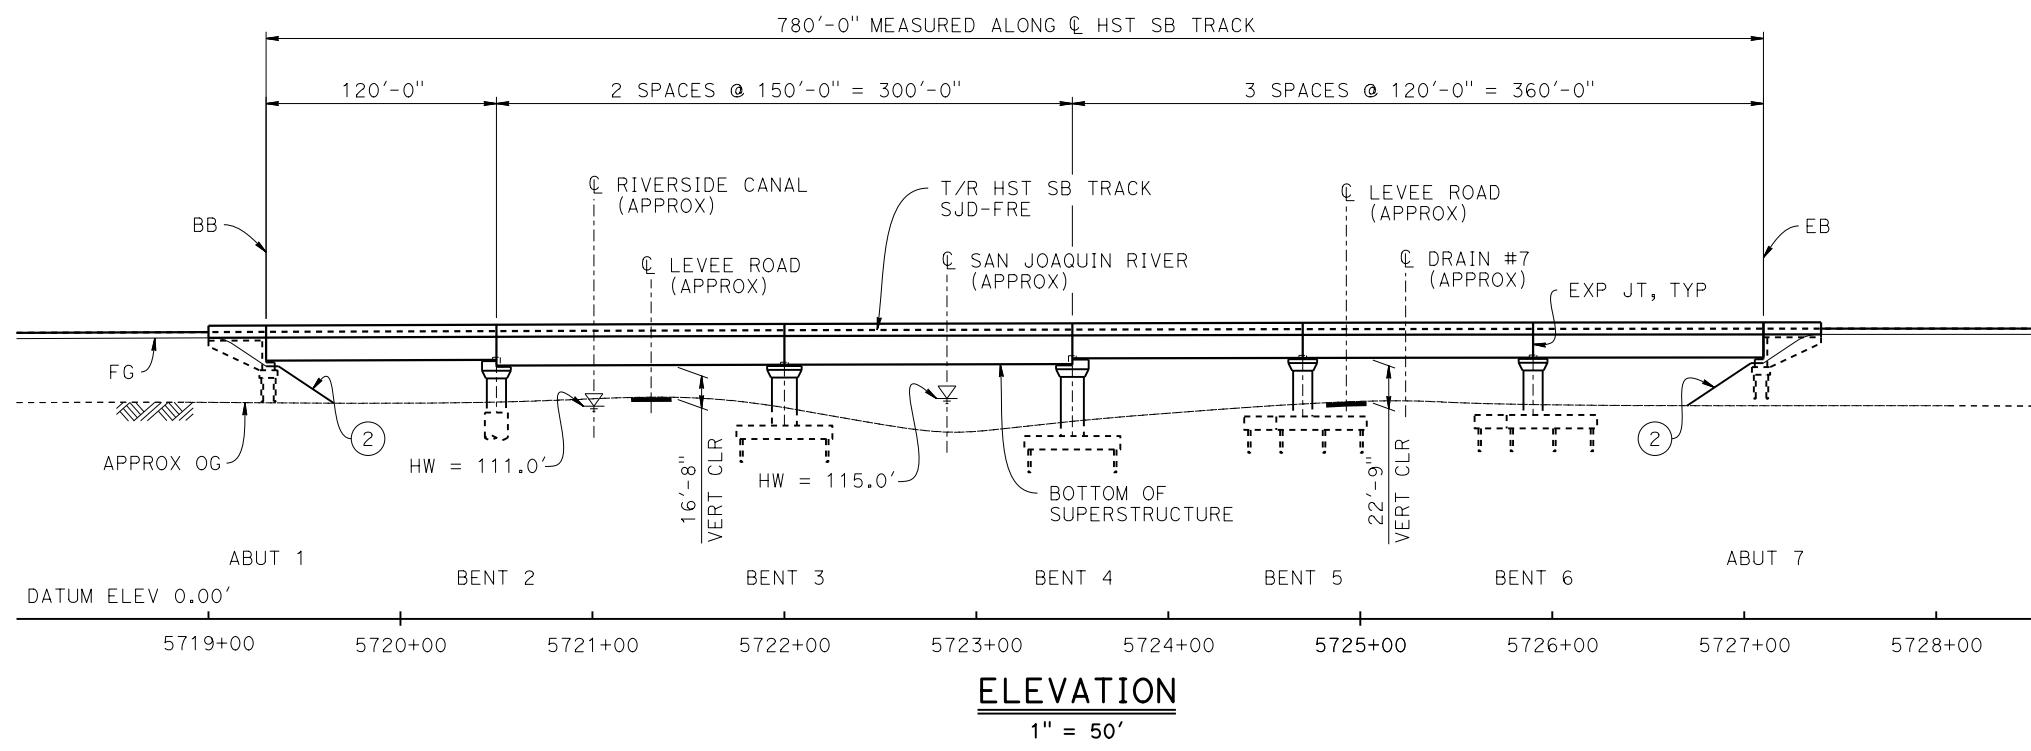 780'-0" MEASURED ALONG ℄ HST SB TRACK
120'-0"
2 SPACES @ 150'-0" = 300'-0"
3 SPACES @ 120'-0" = 360'-0"
℄ RIVERSIDE CANAL
(APPROX)
T/R HST SB TRACK
SJD-FRE
℄ LEVEE ROAD
(APPROX)
BB
EB
℄ LEVEE ROAD
(APPROX)
℄ SAN JOAQUIN RIVER
(APPROX)
℄ DRAIN #7
(APPROX)
EXP JT, TYP
FG
2
2
APPROX OG
HW = 111.0'
16'-8"
VERT CLR
HW = 115.0'
BOTTOM OF
SUPERSTRUCTURE
22'-9"
VERT CLR
ABUT 1
BENT 2
BENT 3
BENT 4
BENT 5
BENT 6
ABUT 7
DATUM ELEV 0.00'
5719+00
5720+00
5721+00
5722+00
5723+00
5724+00
5725+00
5726+00
5727+00
5728+00
ELEVATION
1" = 50'